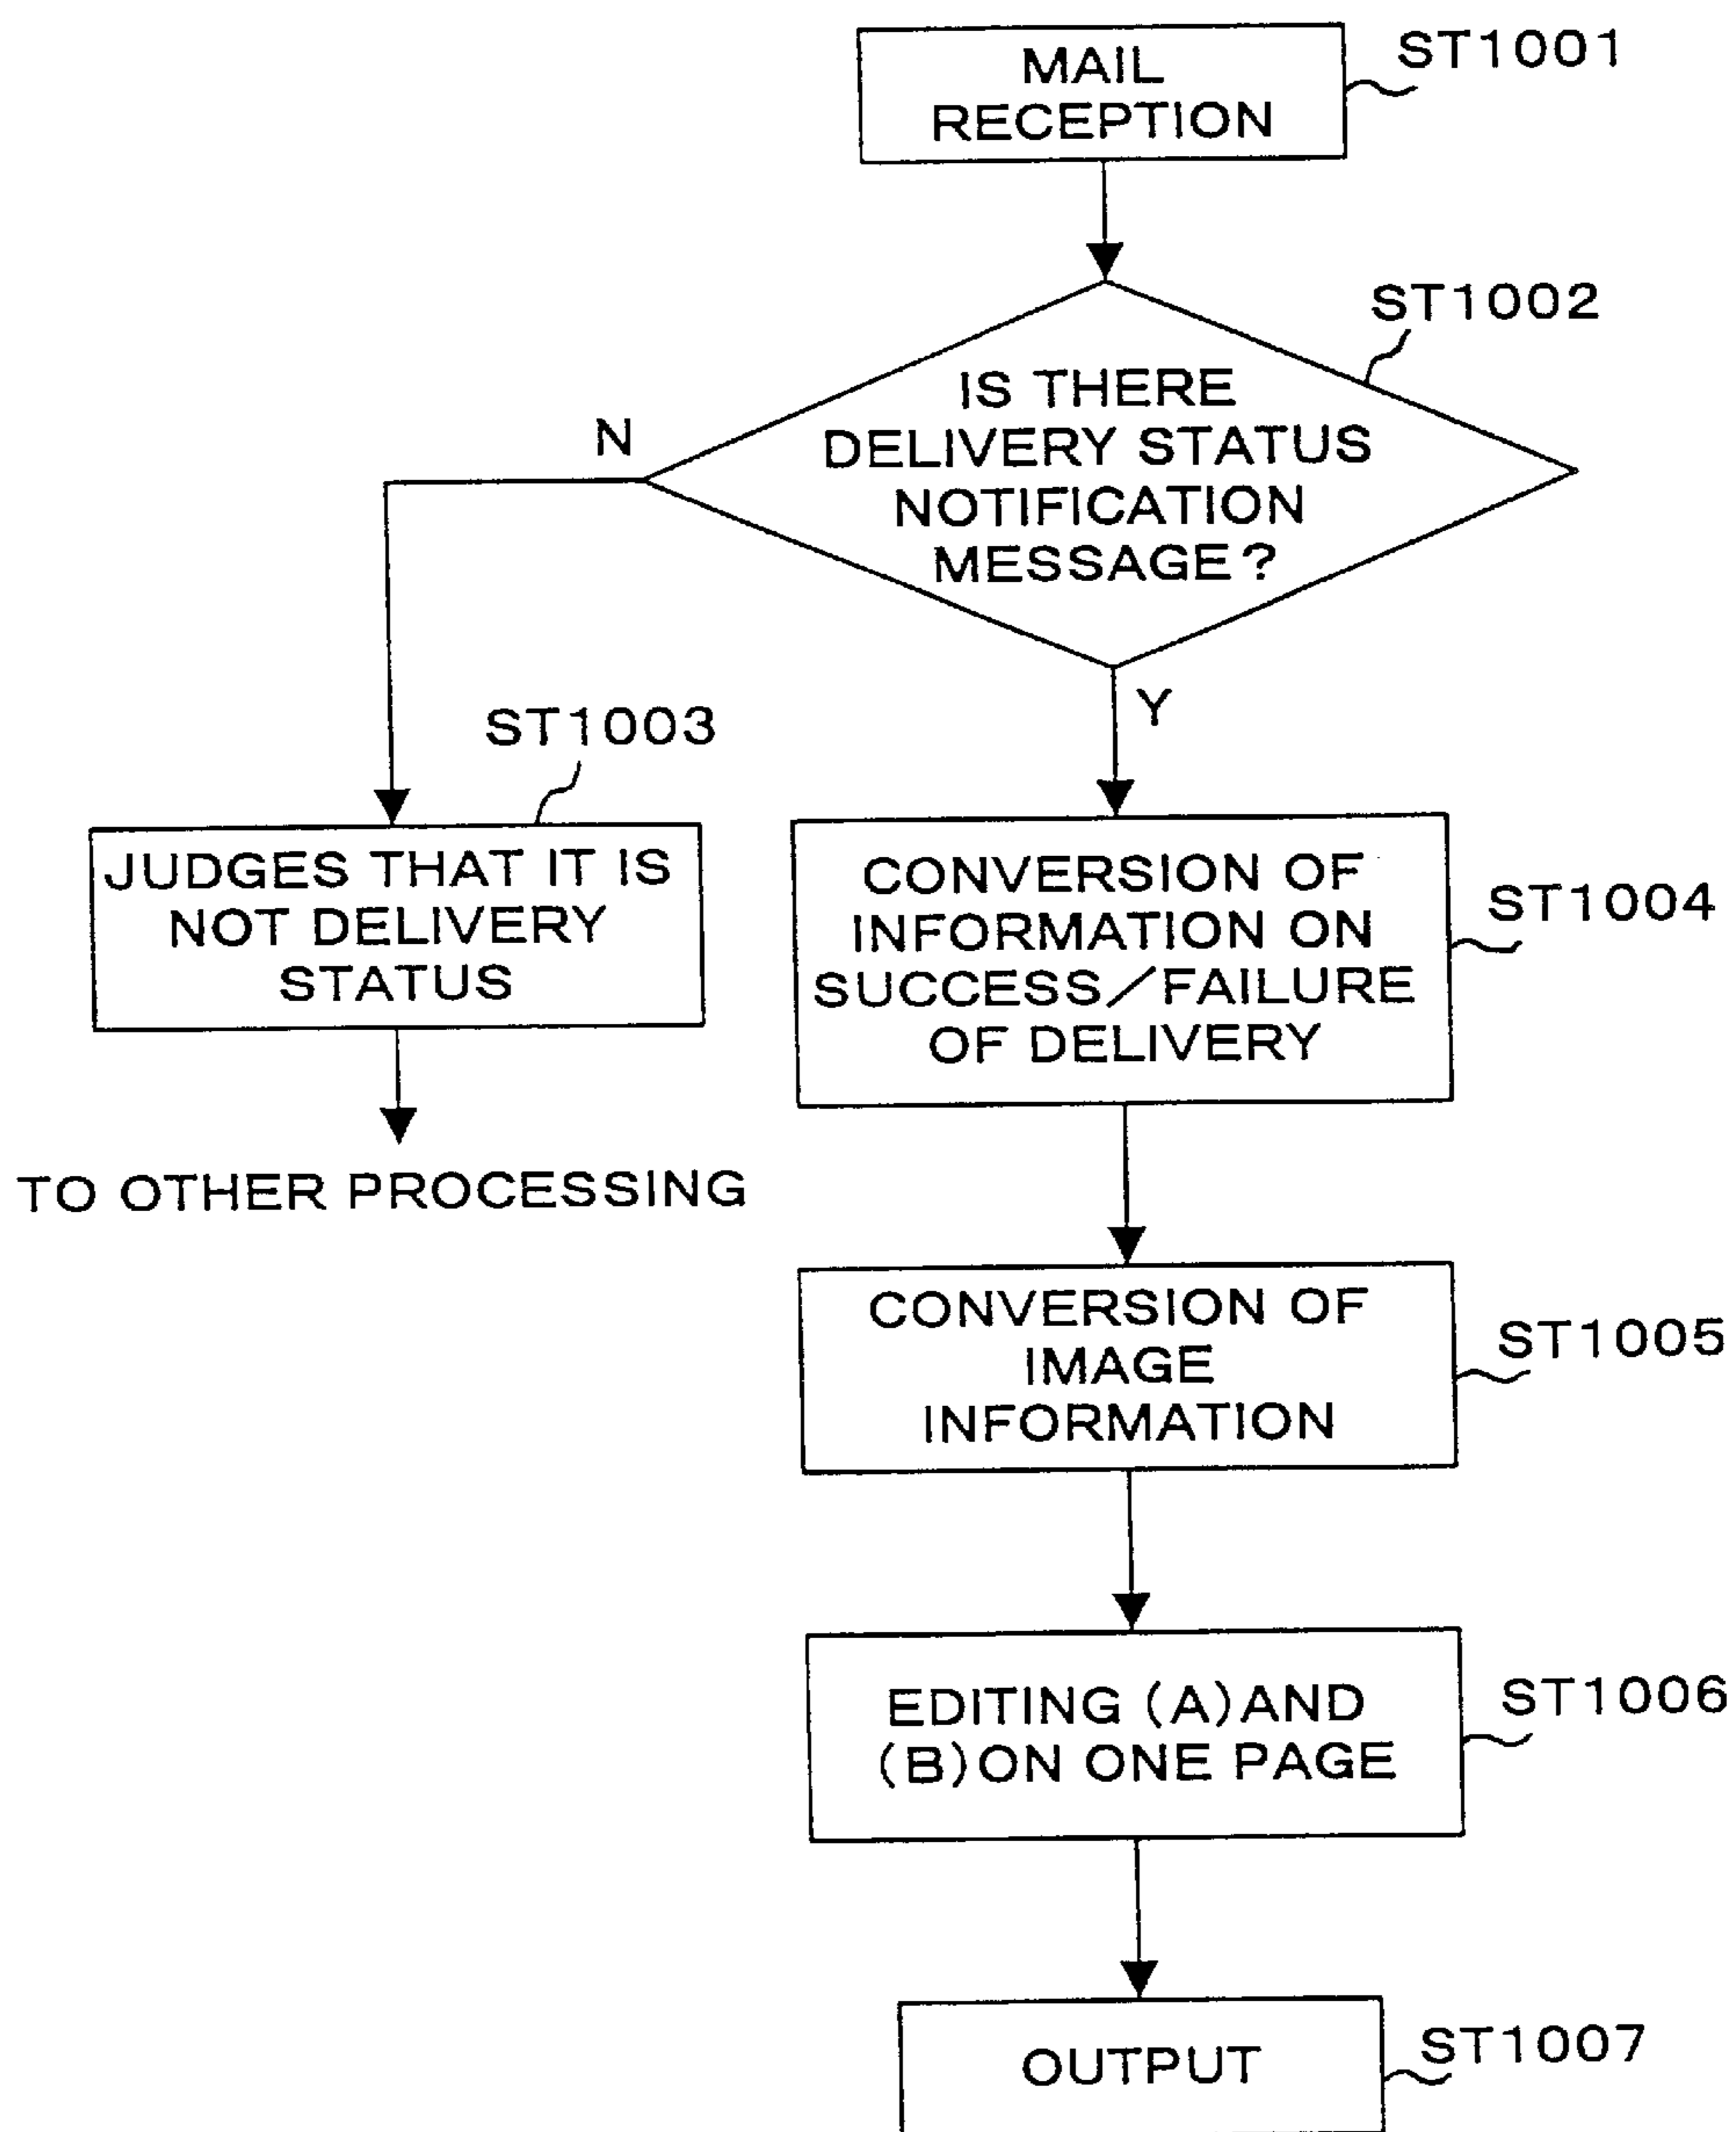 MAIL
RECEPTION
ST1001
ST1002
IS THERE
DELIVERY STATUS
NOTIFICATION
MESSAGE?
N
Y
ST1003
JUDGES THAT IT IS
NOT DELIVERY
STATUS
TO OTHER PROCESSING
CONVERSION OF
INFORMATION ON
SUCCESS/FAILURE
OF DELIVERY
ST1004
CONVERSION OF
IMAGE
INFORMATION
ST1005
EDITING (A) AND
(B) ON ONE PAGE
ST1006
OUTPUT
ST1007